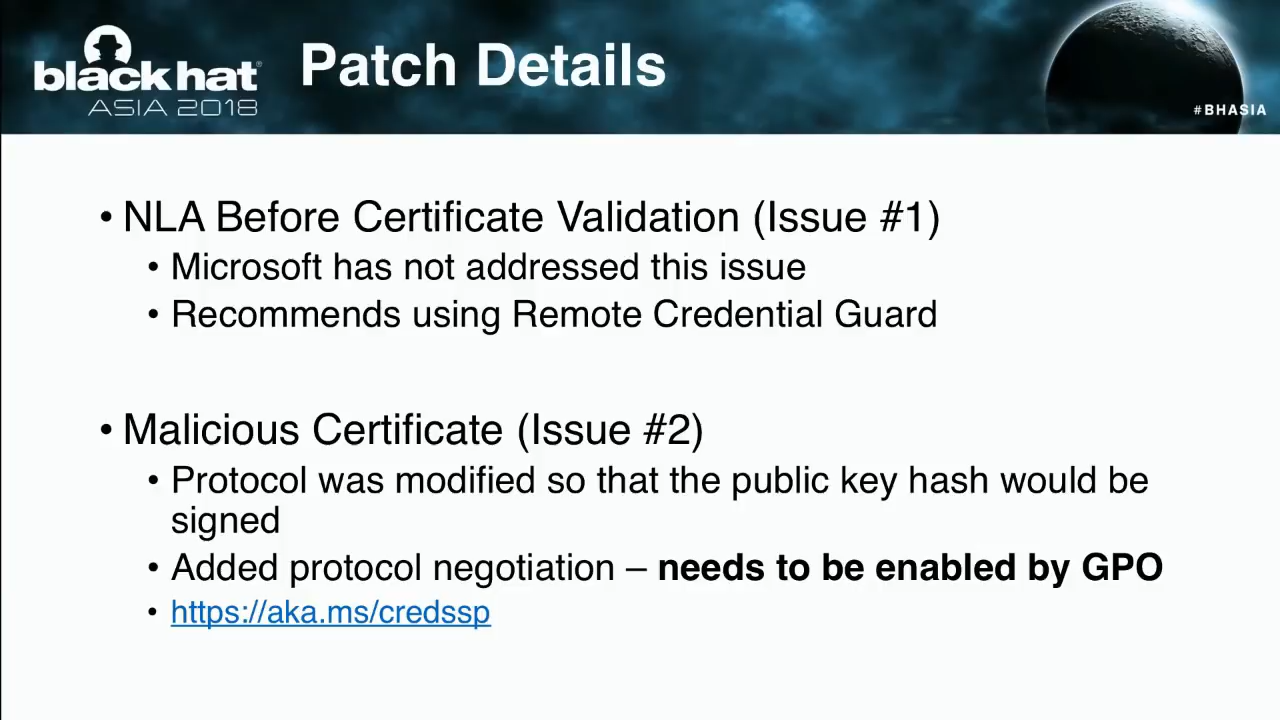 black hat®
ASIA 2018
Patch Details
#BHASIA
• NLA Before Certificate Validation (Issue #1)
• Microsoft has not addressed this issue
• Recommends using Remote Credential Guard
• Malicious Certificate (Issue #2)
• Protocol was modified so that the public key hash would be
signed
• Added protocol negotiation – needs to be enabled by GPO
• https://aka.ms/credssp